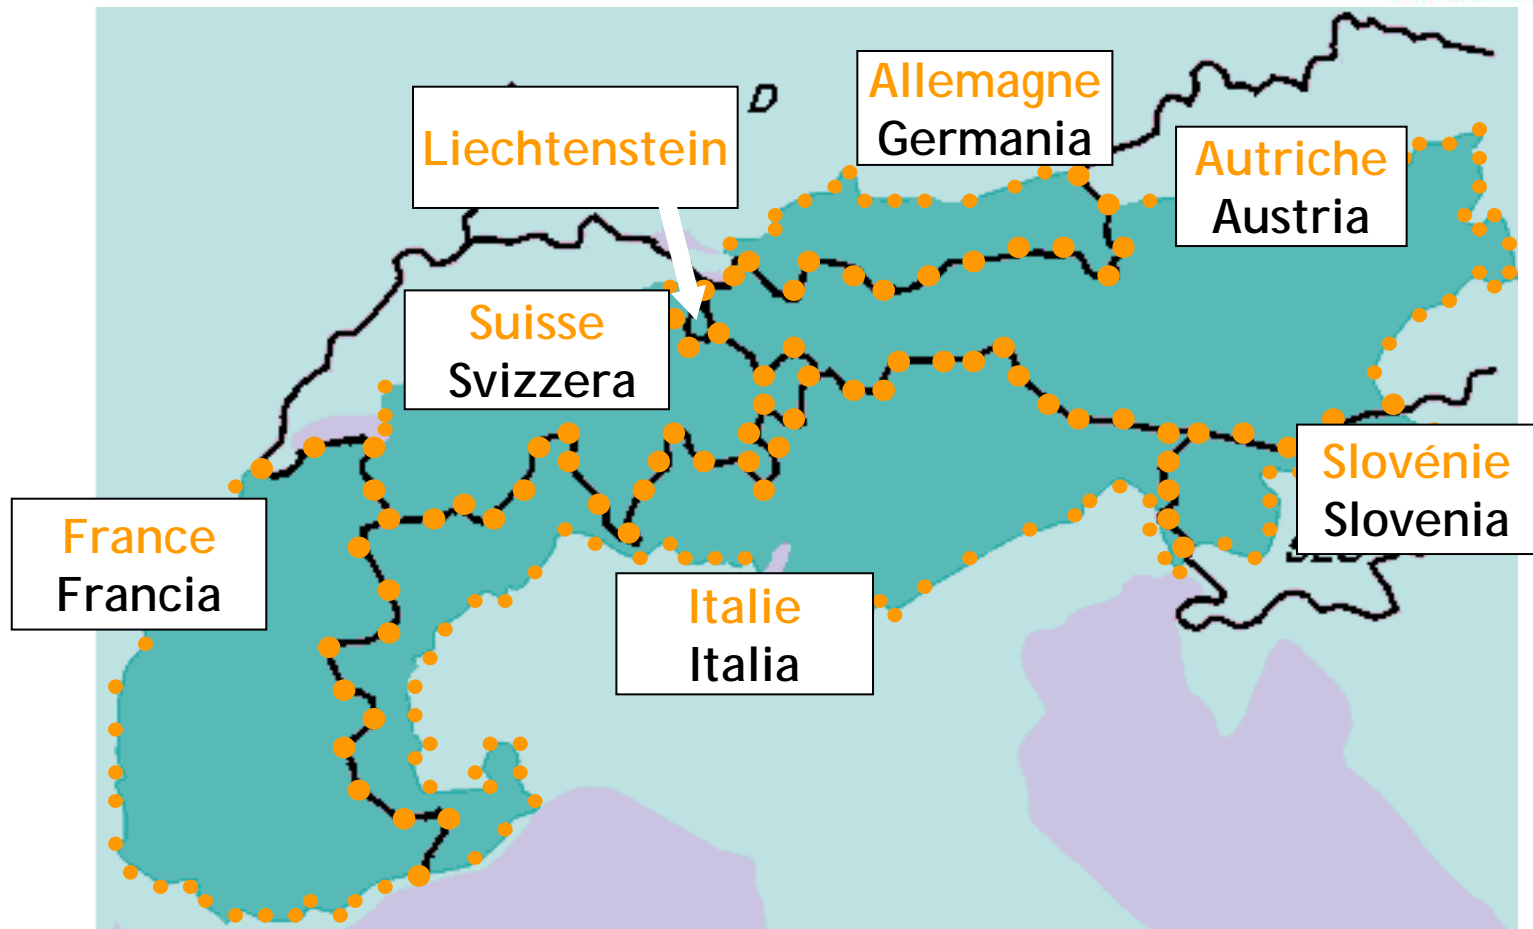 D
Allemagne
Germania
Liechtenstein
Autriche
Austria
Suisse
Svizzera
Slovénie
Slovenia
France
Francia
Italie
Italia